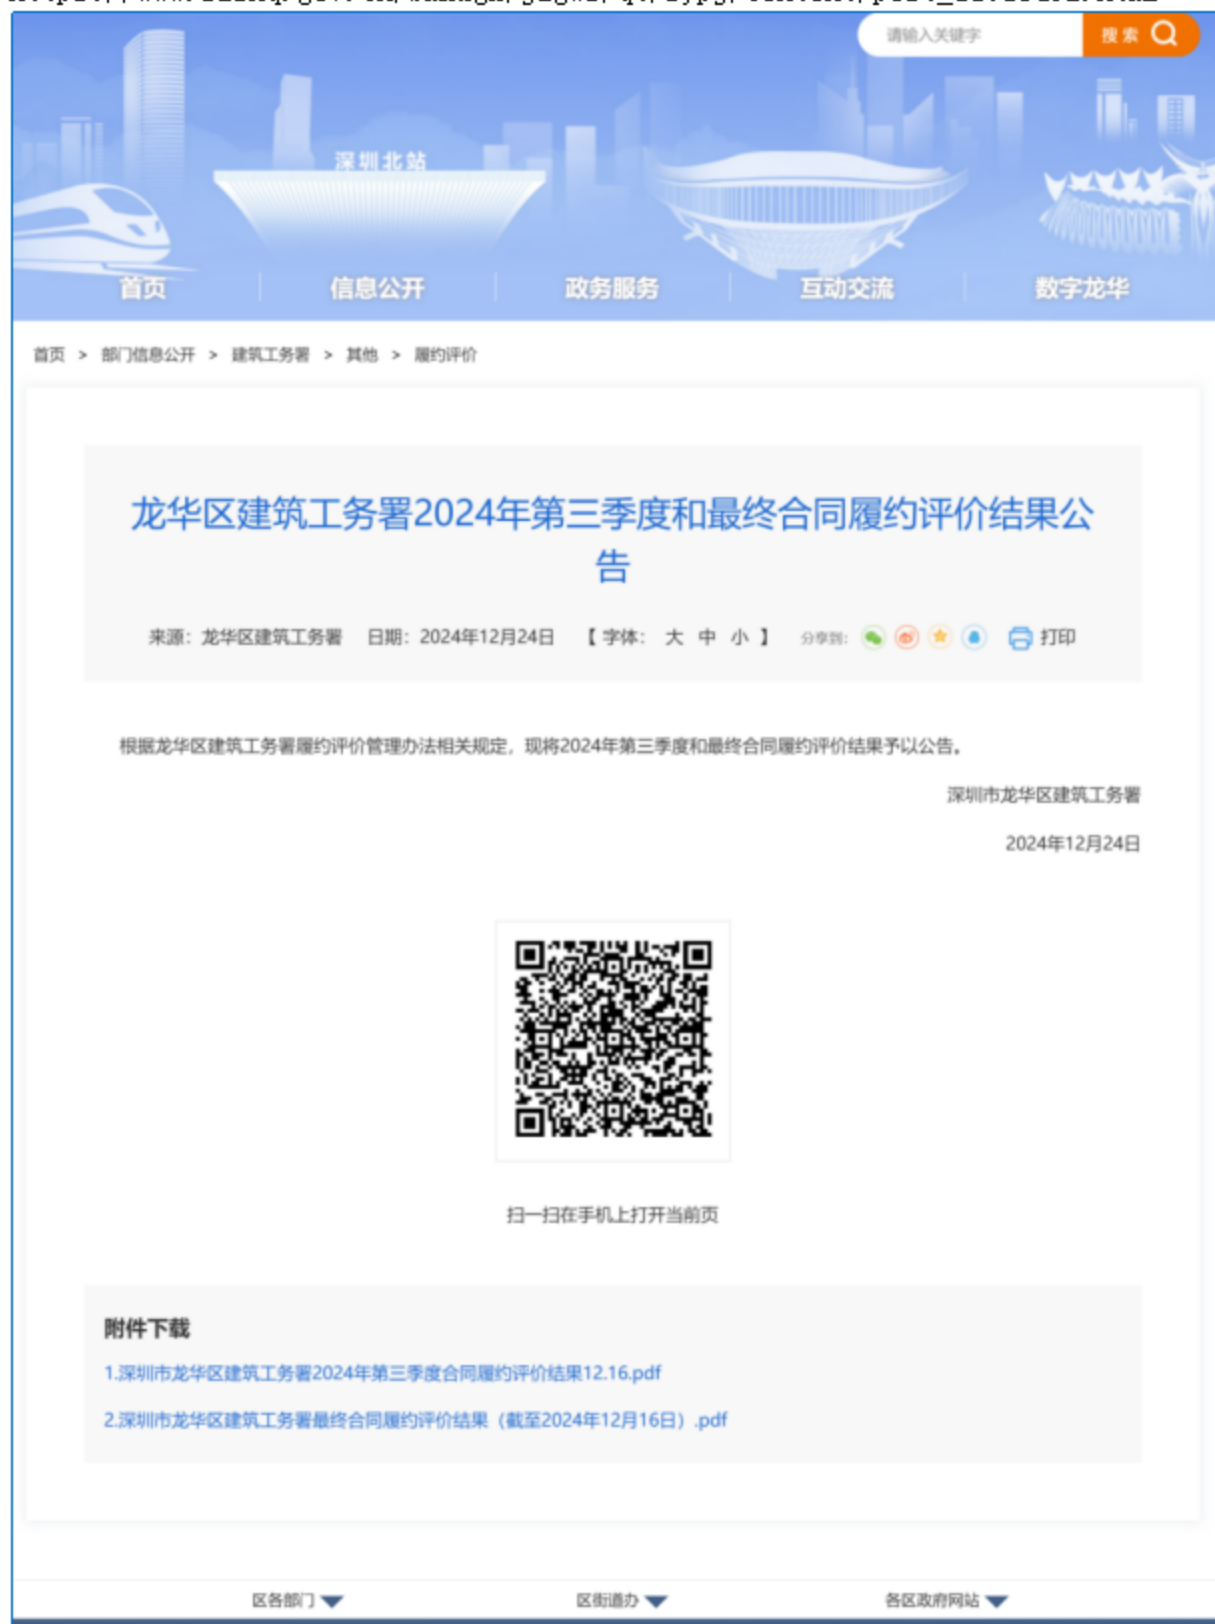 请输入关键字
搜索
深圳北站
首页 信息公开 政务服务 互动交流 数字龙华
首页 > 部门信息公开 > 建筑工务署 > 其他 > 履约评价
龙华区建筑工务署2024年第三季度和最终合同履约评价结果公
告
来源：龙华区建筑工务署 日期：2024年12月24日 【字体： 大 中 小 】 分享到： 打印
根据龙华区建筑工务署履约评价管理办法相关规定，现将2024年第三季度和最终合同履约评价结果予以公告。
深圳市龙华区建筑工务署
2024年12月24日
扫一扫在手机上打开当前页
附件下载
1.深圳市龙华区建筑工务署2024年第三季度合同履约评价结果12.16.pdf
2.深圳市龙华区建筑工务署最终合同履约评价结果（截至2024年12月16日）.pdf
区各部门 区街道办 各区政府网站